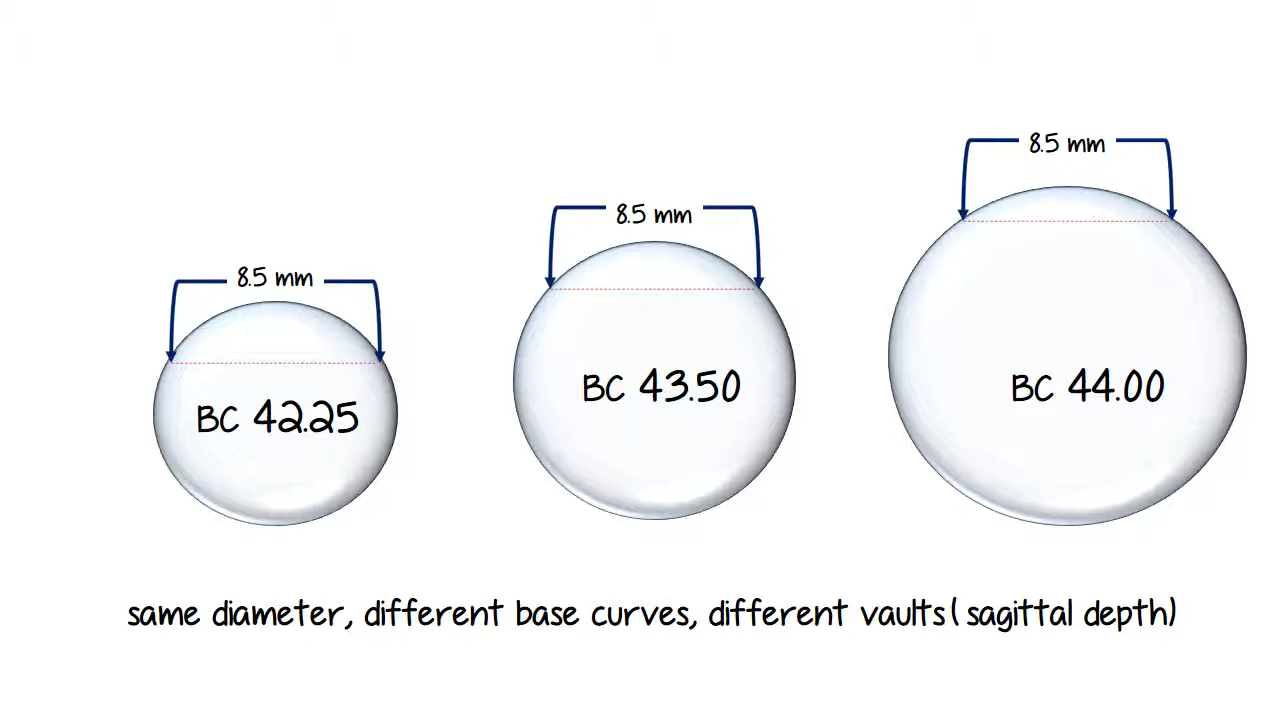 8.5 mm
8.5 mm
8.5 mm
BC 42.25
BC 43.50
BC 44.00
same diameter, different base curves, different vaults (sagittal depth)